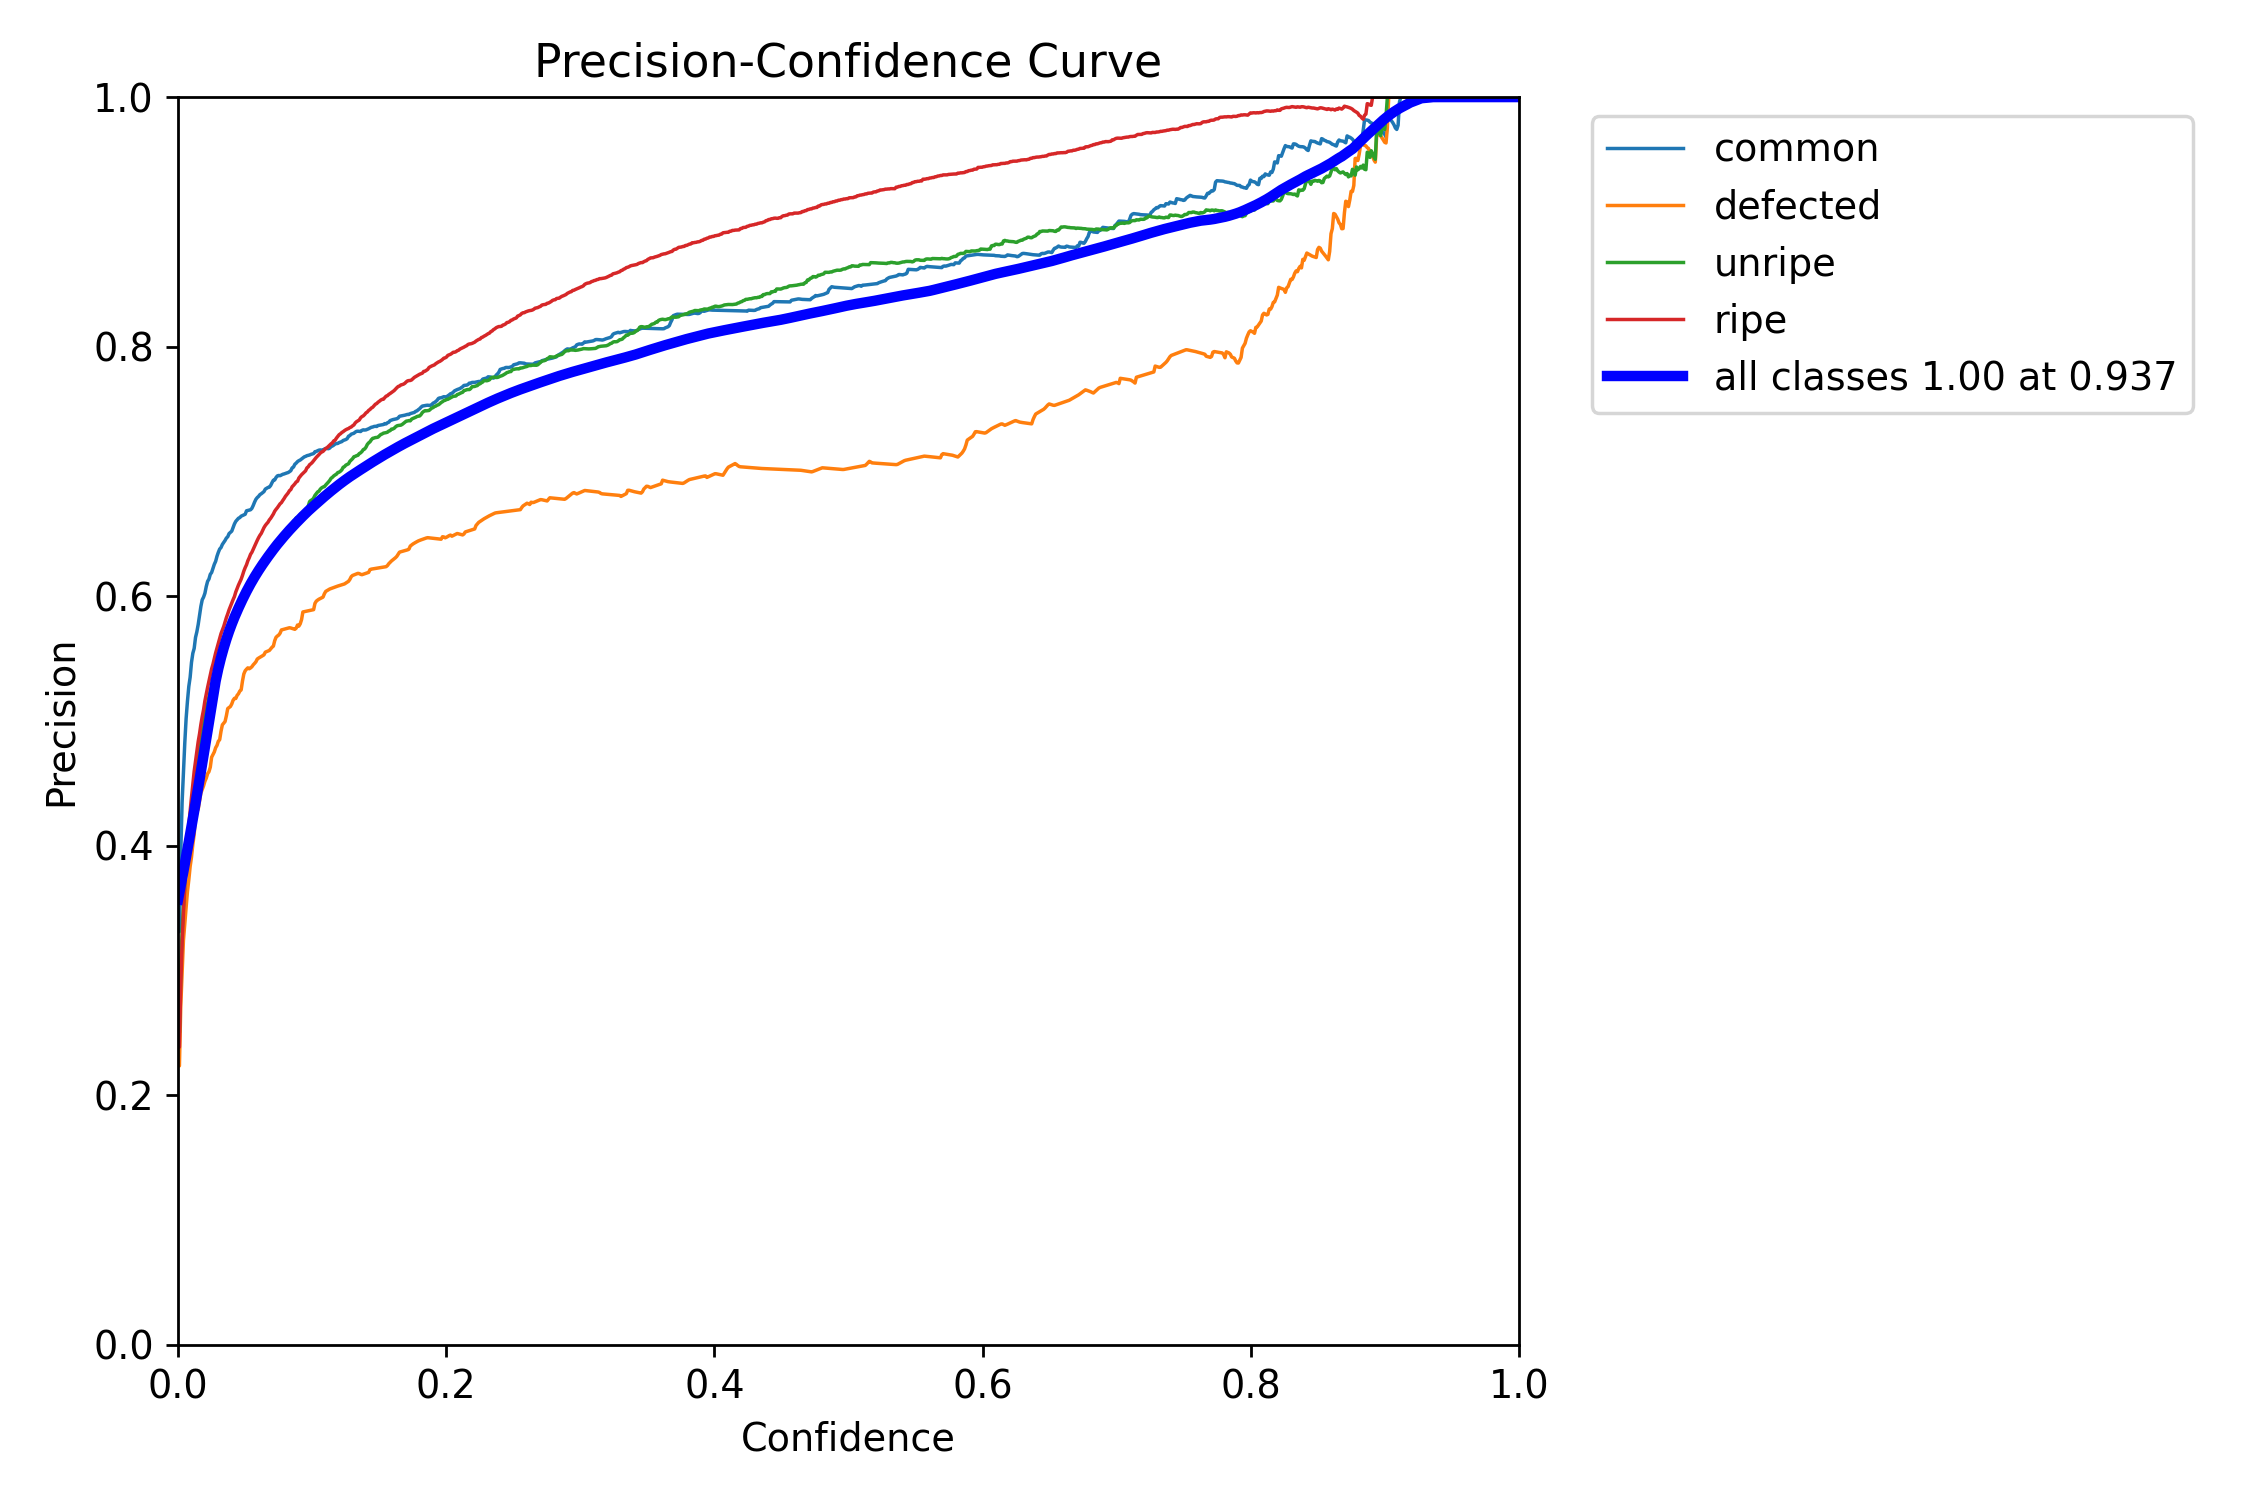 Precision-Confidence Curve
1.0
0.8
0.6
0.4
0.2
0.0
Precision
0.0 0.2 0.4 0.6 0.8 1.0
Confidence
common
defected
unripe
ripe
all classes 1.00 at 0.937